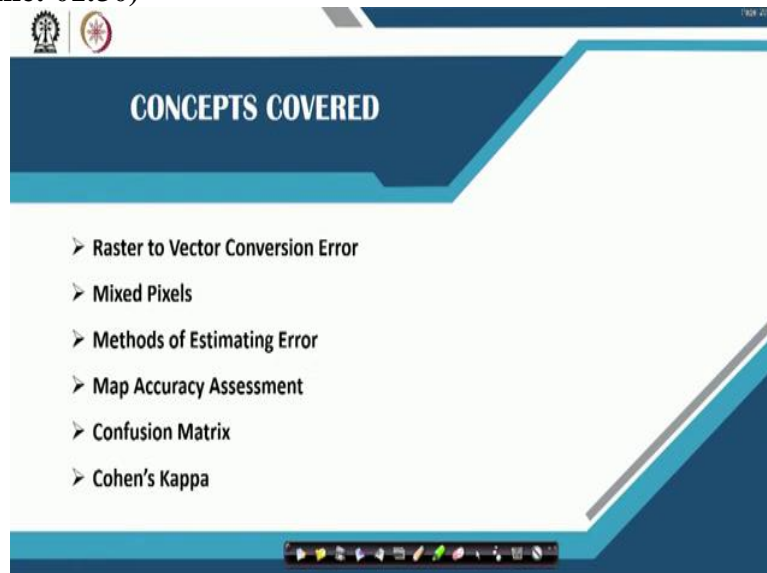 CONCEPTS COVERED
➢ Raster to Vector Conversion Error
➢ Mixed Pixels
➢ Methods of Estimating Error
➢ Map Accuracy Assessment
➢ Confusion Matrix
➢ Cohen's Kappa